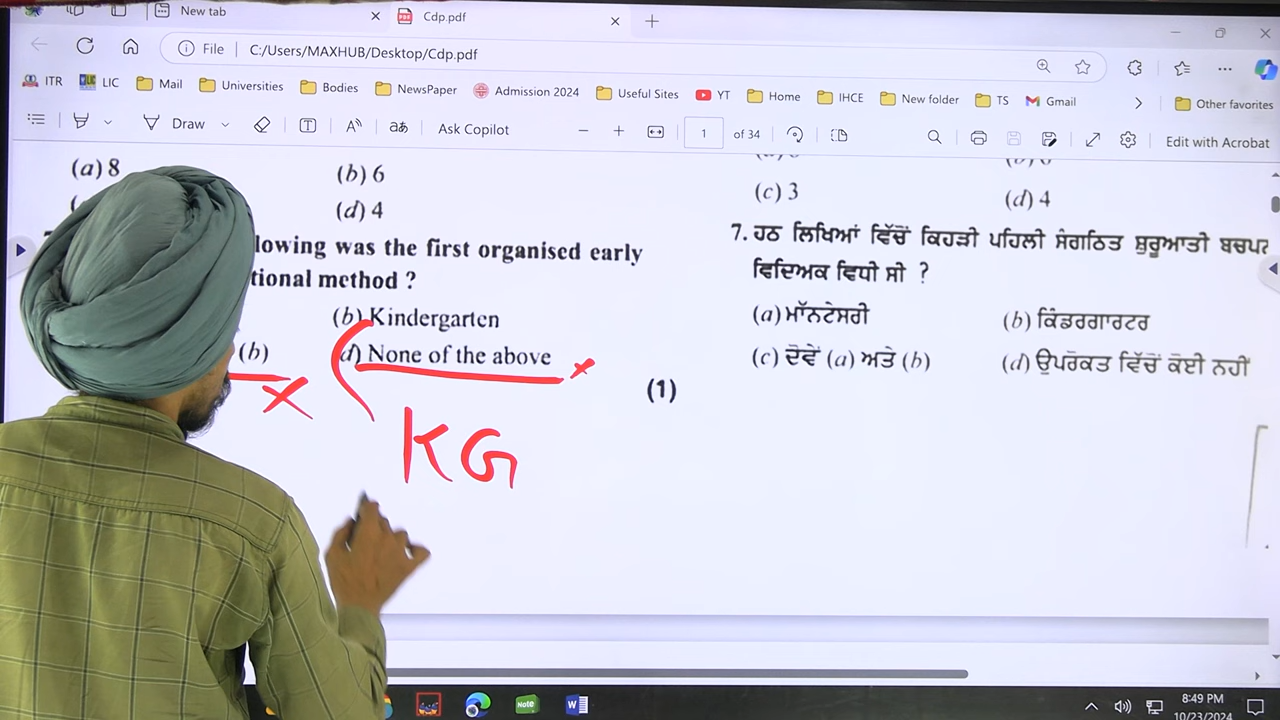 New tab
Cdp.pdf
File C:/Users/MAXHUB/Desktop/Cdp.pdf
ITR LIC Mail Universities Bodies NewsPaper Admission 2024 Useful Sites YT Home IHCE New folder TS Gmail Other favorites
Draw Ask Copilot 1 of 34 Edit with Acrobat
(a) 8 (b) 6
(d) 4
lowing was the first organised early
tional method ?
(b) Kindergarten
(b) (d) None of the above
KG
(1)
(c) 3 (d) 4
7. ਹਠ ਲਿਖਿਆਂ ਵਿੱਚੋਂ ਕਿਹੜੀ ਪਹਿਲੀ ਸੰਗਠਿਤ ਸ਼ੁਰੂਆਤੀ ਬਚਪਨ
ਵਿਦਿਅਕ ਵਿਧੀ ਸੀ ?
(a) ਮੌਂਨਟੇਸਰੀ (b) ਕਿੰਡਰਗਾਰਟਰ
(c) ਦੋਵੇਂ (a) ਅਤੇ (b) (d) ਉਪਰੋਕਤ ਵਿੱਚੋਂ ਕੋਈ ਨਹੀਂ
Note
8:49 PM
10/23/2024